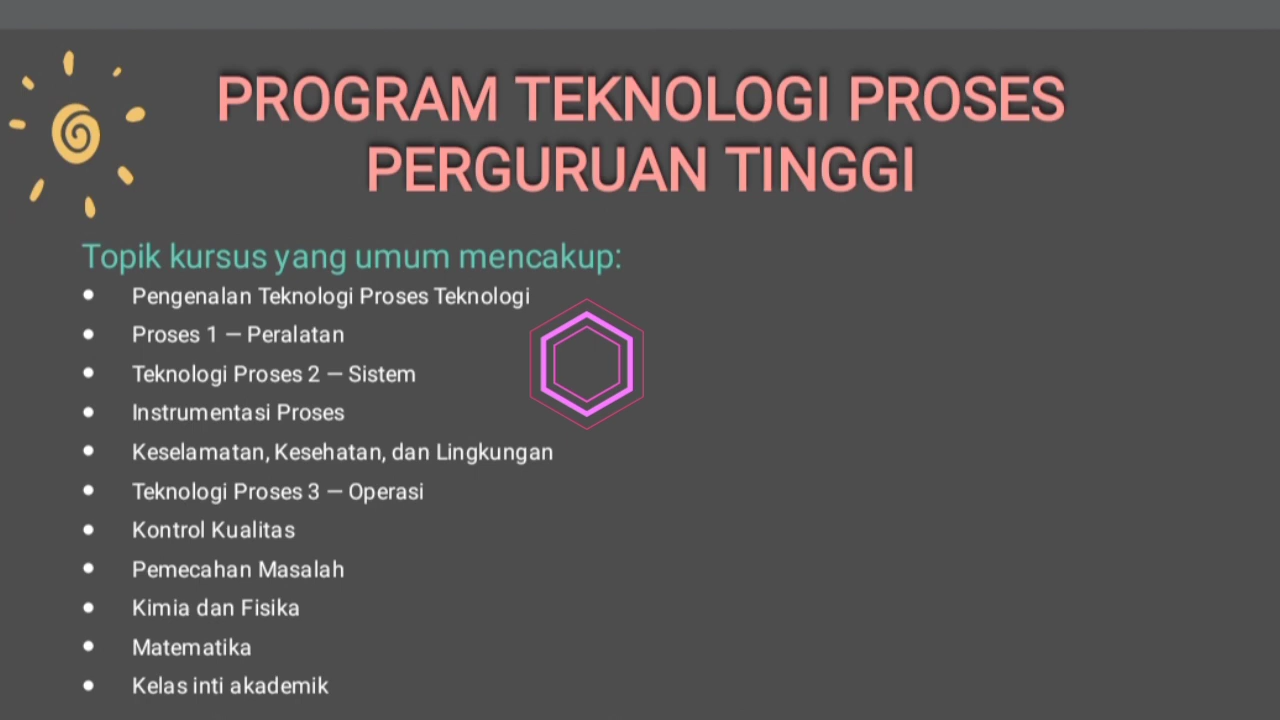 PROGRAM TEKNOLOGI PROSES
PERGURUAN TINGGI
Topik kursus yang umum mencakup:
• Pengenalan Teknologi Proses Teknologi
• Proses 1 — Peralatan
• Teknologi Proses 2 — Sistem
• Instrumentasi Proses
• Keselamatan, Kesehatan, dan Lingkungan
• Teknologi Proses 3 — Operasi
• Kontrol Kualitas
• Pemecahan Masalah
• Kimia dan Fisika
• Matematika
• Kelas inti akademik